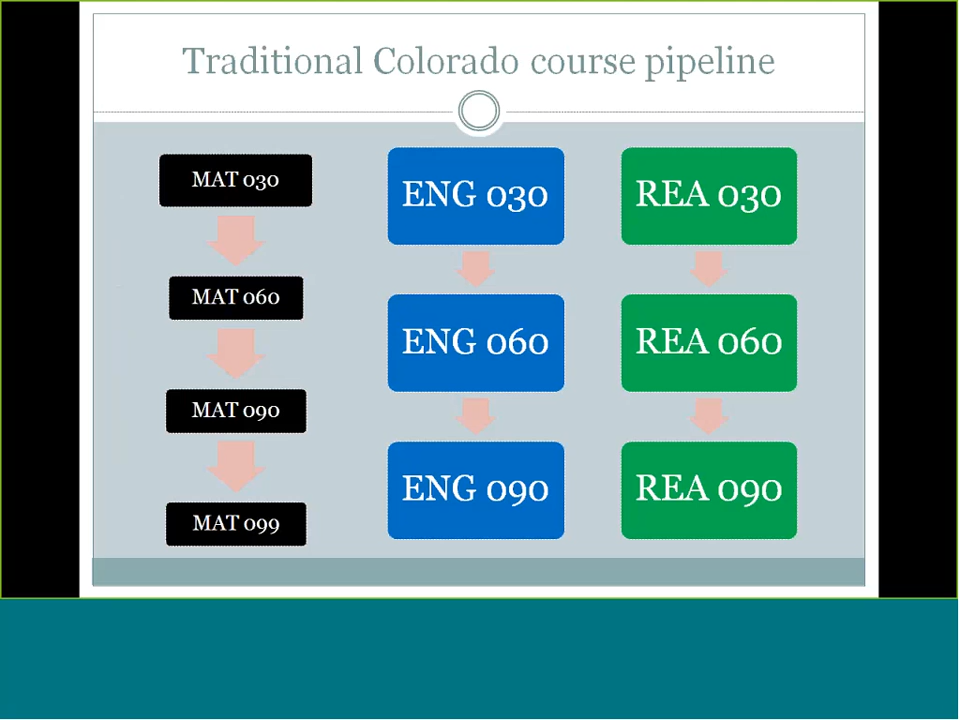 Traditional Colorado course pipeline
MAT 030
MAT 060
MAT 090
MAT 099
ENG 030
ENG 060
ENG 090
REA 030
REA 060
REA 090